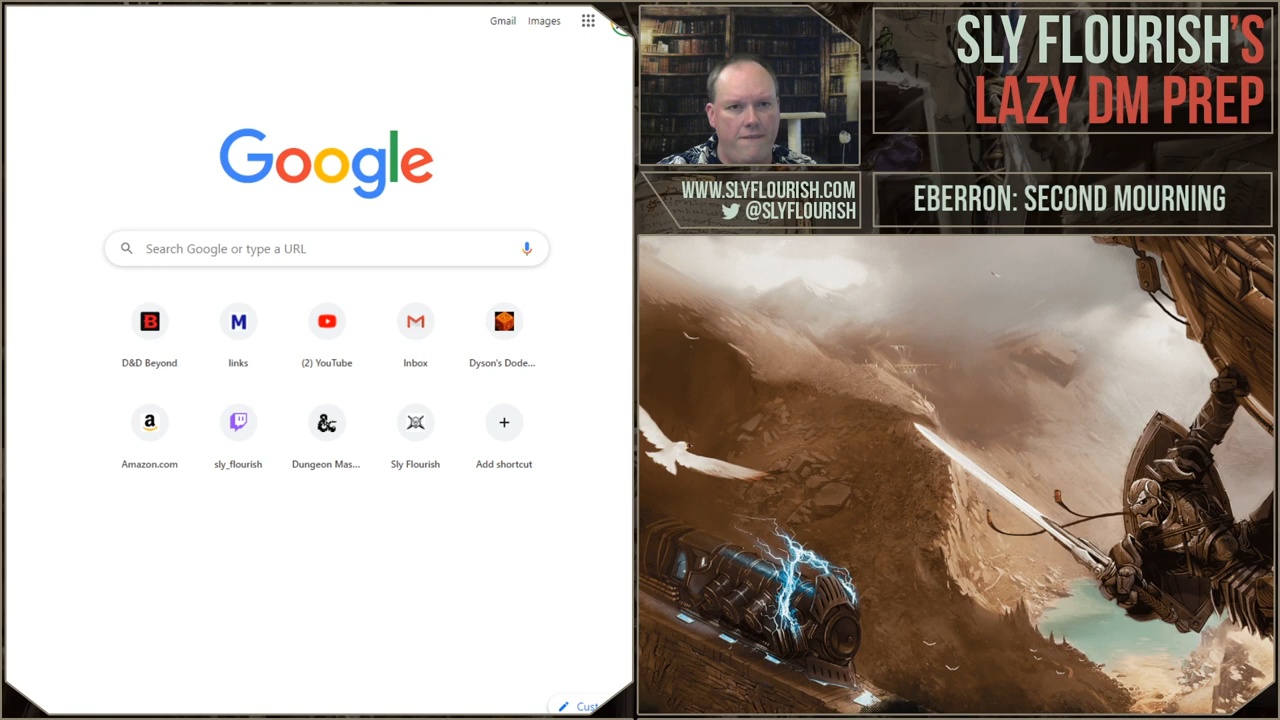 Gmail Images
Google
Search Google or type a URL
D&D Beyond
links
(2) YouTube
Inbox
Dyson's Dode...
Amazon.com
sly_flourish
Dungeon Mas...
Sly Flourish
Add shortcut
Cust
SLY FLOURISH'S
LAZY DM PREP
WWW.SLYFLOURISH.COM
@SLYFLOURISH
EBERRON: SECOND MOURNING